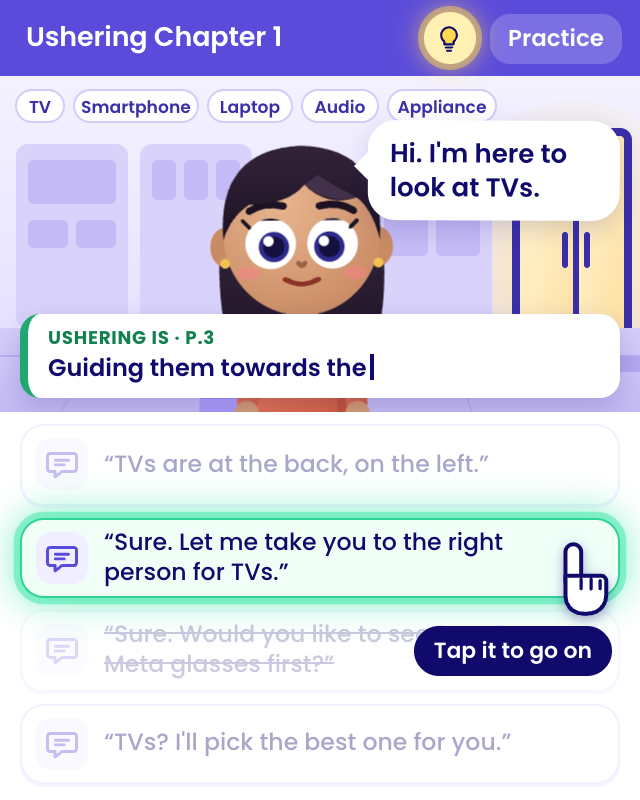 Ushering Chapter 1
Practice
TV
Smartphone
Laptop
Audio
Appliance
Hi. I'm here to
look at TVs.
USHERING IS · P.3
Guiding them towards the
“TVs are at the back, on the left.”
“Sure. Let me take you to the right
person for TVs.”
“Sure. Would you like to see
Meta glasses first?”
Tap it to go on
“TVs? I'll pick the best one for you.”